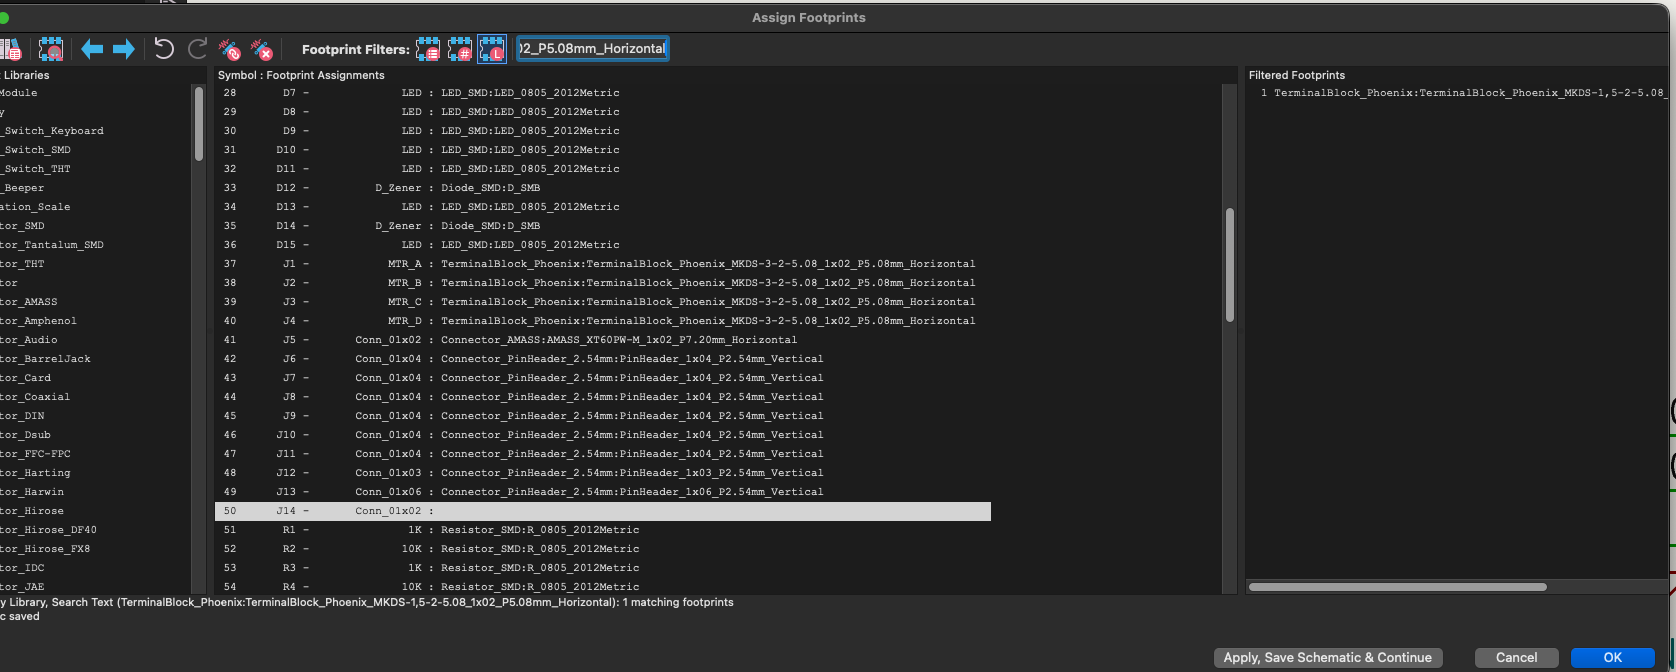 Assign Footprints
Footprint Filters: 02_P5.08mm_Horizontal
Libraries
Module
y
_Switch_Keyboard
_Switch_SMD
_Switch_THT
_Beeper
ation_Scale
tor_SMD
tor_Tantalum_SMD
tor_THT
tor
tor_AMASS
tor_Amphenol
tor_Audio
tor_BarrelJack
tor_Card
tor_Coaxial
tor_DIN
tor_Dsub
tor_FFC-FPC
tor_Harting
tor_Harwin
tor_Hirose
tor_Hirose_DF40
tor_Hirose_FX8
tor_IDC
tor_JAE
Symbol : Footprint Assignments
28 D7 - LED : LED_SMD:LED_0805_2012Metric
29 D8 - LED : LED_SMD:LED_0805_2012Metric
30 D9 - LED : LED_SMD:LED_0805_2012Metric
31 D10 - LED : LED_SMD:LED_0805_2012Metric
32 D11 - LED : LED_SMD:LED_0805_2012Metric
33 D12 - D_Zener : Diode_SMD:D_SMB
34 D13 - LED : LED_SMD:LED_0805_2012Metric
35 D14 - D_Zener : Diode_SMD:D_SMB
36 D15 - LED : LED_SMD:LED_0805_2012Metric
37 J1 - MTR_A : TerminalBlock_Phoenix:TerminalBlock_Phoenix_MKDS-3-2-5.08_1x02_P5.08mm_Horizontal
38 J2 - MTR_B : TerminalBlock_Phoenix:TerminalBlock_Phoenix_MKDS-3-2-5.08_1x02_P5.08mm_Horizontal
39 J3 - MTR_C : TerminalBlock_Phoenix:TerminalBlock_Phoenix_MKDS-3-2-5.08_1x02_P5.08mm_Horizontal
40 J4 - MTR_D : TerminalBlock_Phoenix:TerminalBlock_Phoenix_MKDS-3-2-5.08_1x02_P5.08mm_Horizontal
41 J5 - Conn_01x02 : Connector_AMASS:AMASS_XT60PW-M_1x02_P7.20mm_Horizontal
42 J6 - Conn_01x04 : Connector_PinHeader_2.54mm:PinHeader_1x04_P2.54mm_Vertical
43 J7 - Conn_01x04 : Connector_PinHeader_2.54mm:PinHeader_1x04_P2.54mm_Vertical
44 J8 - Conn_01x04 : Connector_PinHeader_2.54mm:PinHeader_1x04_P2.54mm_Vertical
45 J9 - Conn_01x04 : Connector_PinHeader_2.54mm:PinHeader_1x04_P2.54mm_Vertical
46 J10 - Conn_01x04 : Connector_PinHeader_2.54mm:PinHeader_1x04_P2.54mm_Vertical
47 J11 - Conn_01x04 : Connector_PinHeader_2.54mm:PinHeader_1x04_P2.54mm_Vertical
48 J12 - Conn_01x03 : Connector_PinHeader_2.54mm:PinHeader_1x03_P2.54mm_Vertical
49 J13 - Conn_01x06 : Connector_PinHeader_2.54mm:PinHeader_1x06_P2.54mm_Vertical
50 J14 - Conn_01x02 :
51 R1 - 1K : Resistor_SMD:R_0805_2012Metric
52 R2 - 10K : Resistor_SMD:R_0805_2012Metric
53 R3 - 1K : Resistor_SMD:R_0805_2012Metric
54 R4 - 10K : Resistor_SMD:R_0805_2012Metric
Filtered Footprints
1 TerminalBlock_Phoenix:TerminalBlock_Phoenix_MKDS-1,5-2-5.08_
y Library, Search Text (TerminalBlock_Phoenix:TerminalBlock_Phoenix_MKDS-1,5-2-5.08_1x02_P5.08mm_Horizontal): 1 matching footprints
c saved
Apply, Save Schematic & Continue
Cancel
OK